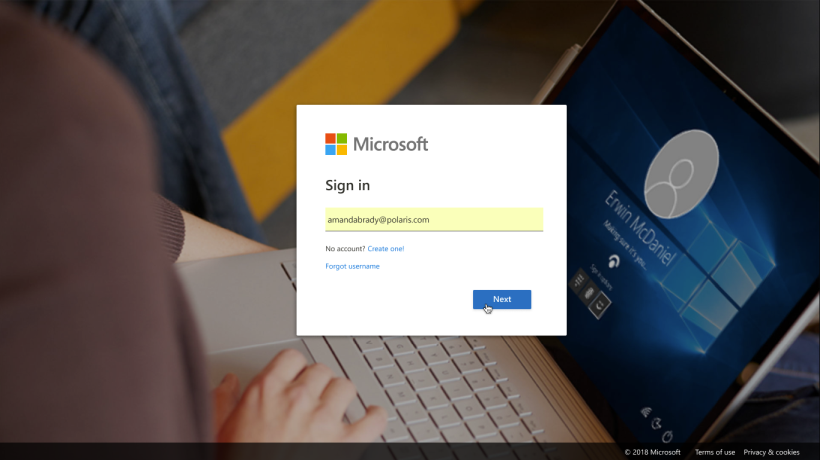 Microsoft
Sign in
amandabrady@polaris.com
No account? Create one!
Forgot username
Next
Erwin McDaniel
Making sure it's you...
Sign-in options
© 2018 Microsoft Terms of use Privacy & cookies